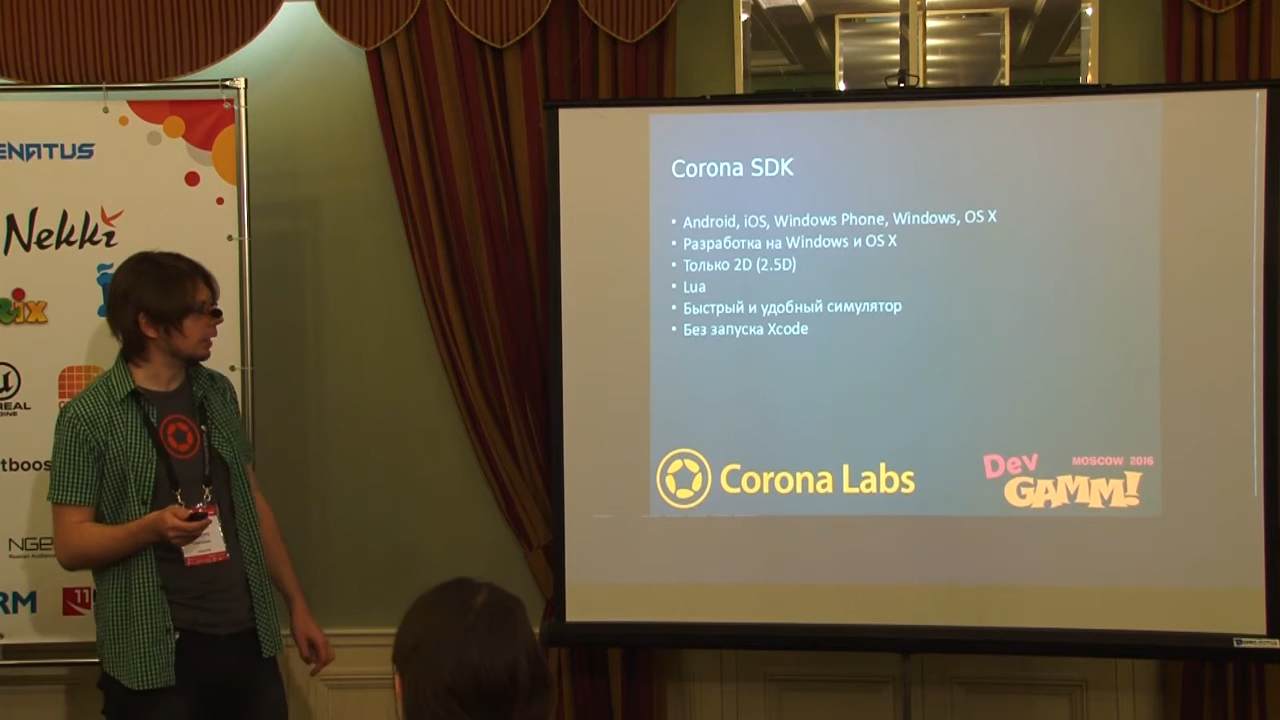 ENATUS
Nekki
NGE
RM
11
Corona SDK
• Android, iOS, Windows Phone, Windows, OS X
• Разработка на Windows и OS X
• Только 2D (2.5D)
• Lua
• Быстрый и удобный симулятор
• Без запуска Xcode
Corona Labs
Dev
GAMM!
MOSCOW 2016